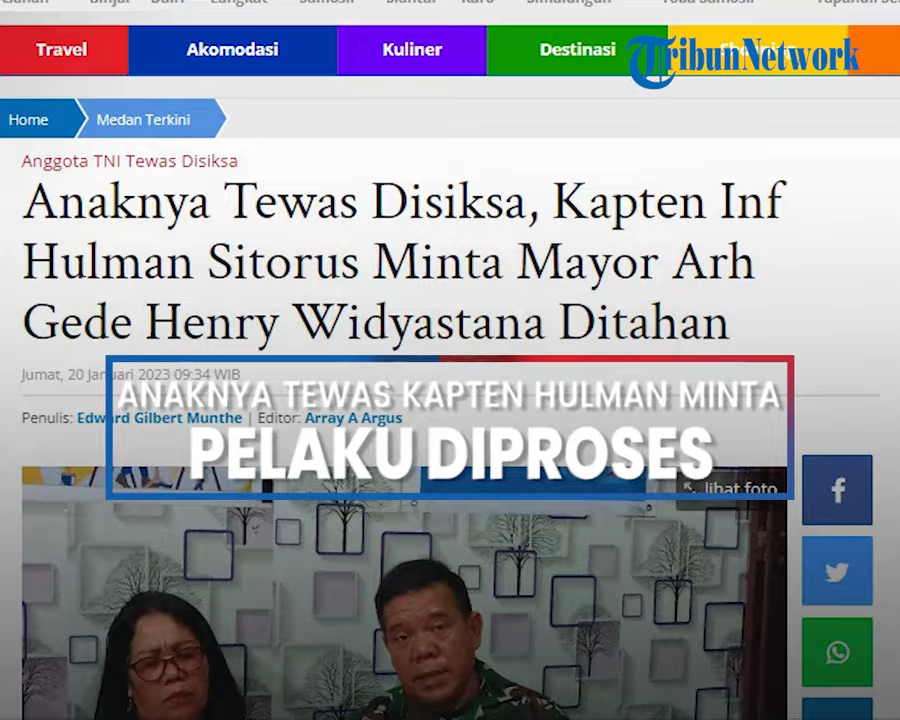 Travel Akomodasi Kuliner Destinasi
TribunNetwork
Home Medan Terkini
Anggota TNI Tewas Disiksa
Anaknya Tewas Disiksa, Kapten Inf
Hulman Sitorus Minta Mayor Arh
Gede Henry Widyastana Ditahan
Jumat, 20 Januari 2023 09:34 WIB
ANAKNYA TEWAS KAPTEN HULMAN MINTA
Penulis: Edward Gilbert Munthe | Editor: Array A Argus
PELAKU DIPROSES
lihat foto